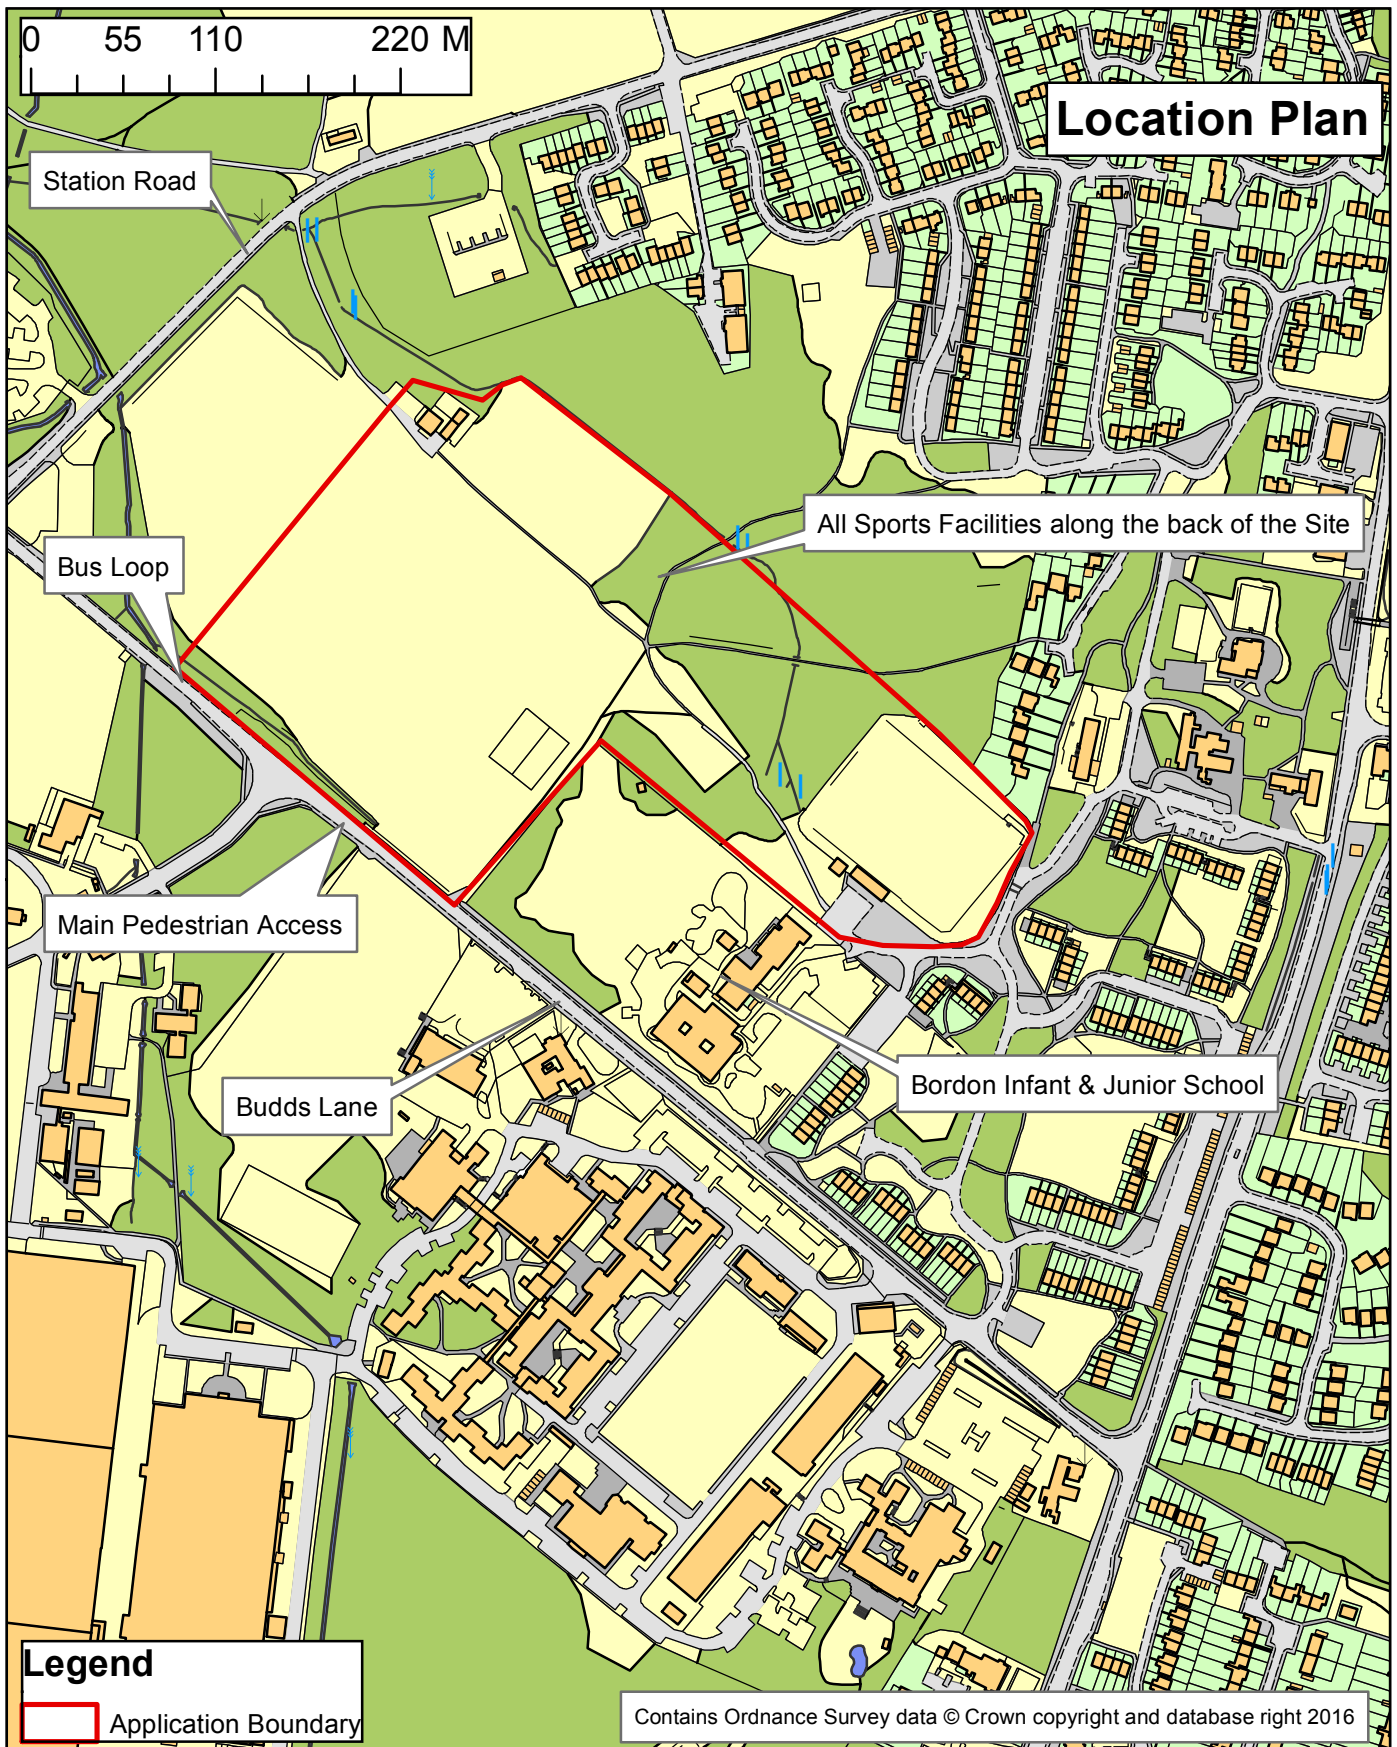 0 55 110 220 M
Location Plan
Station Road
All Sports Facilities along the back of the Site
Bus Loop
Main Pedestrian Access
Bordon Infant & Junior School
Budds Lane
Legend
Application Boundary
Contains Ordnance Survey data © Crown copyright and database right 2016